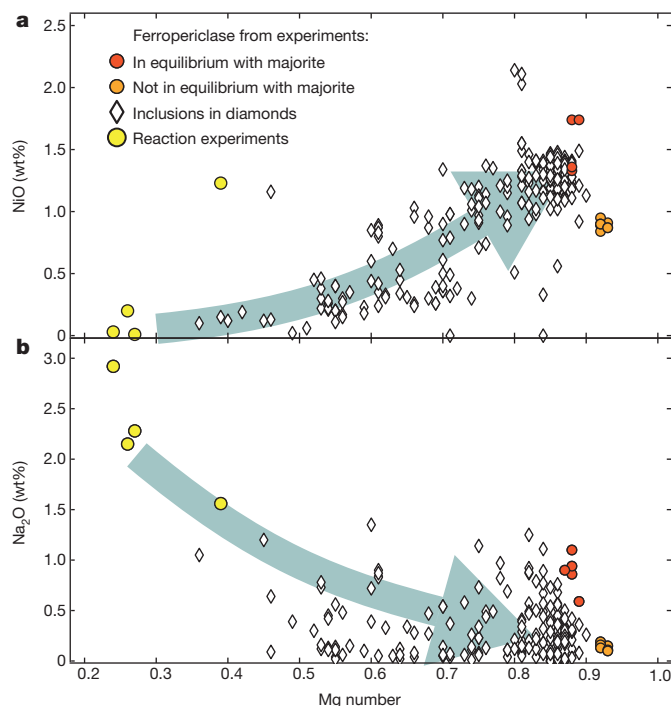 a
Ferropericlase from experiments:
In equilibrium with majorite
Not in equilibrium with majorite
Inclusions in diamonds
Reaction experiments
NiO (wt%)
2.5
2.0
1.5
1.0
0.5
0
b
Na₂O (wt%)
3.0
2.5
2.0
1.5
1.0
0.5
0
0.2 0.3 0.4 0.5 0.6 0.7 0.8 0.9 1.0
Mg number